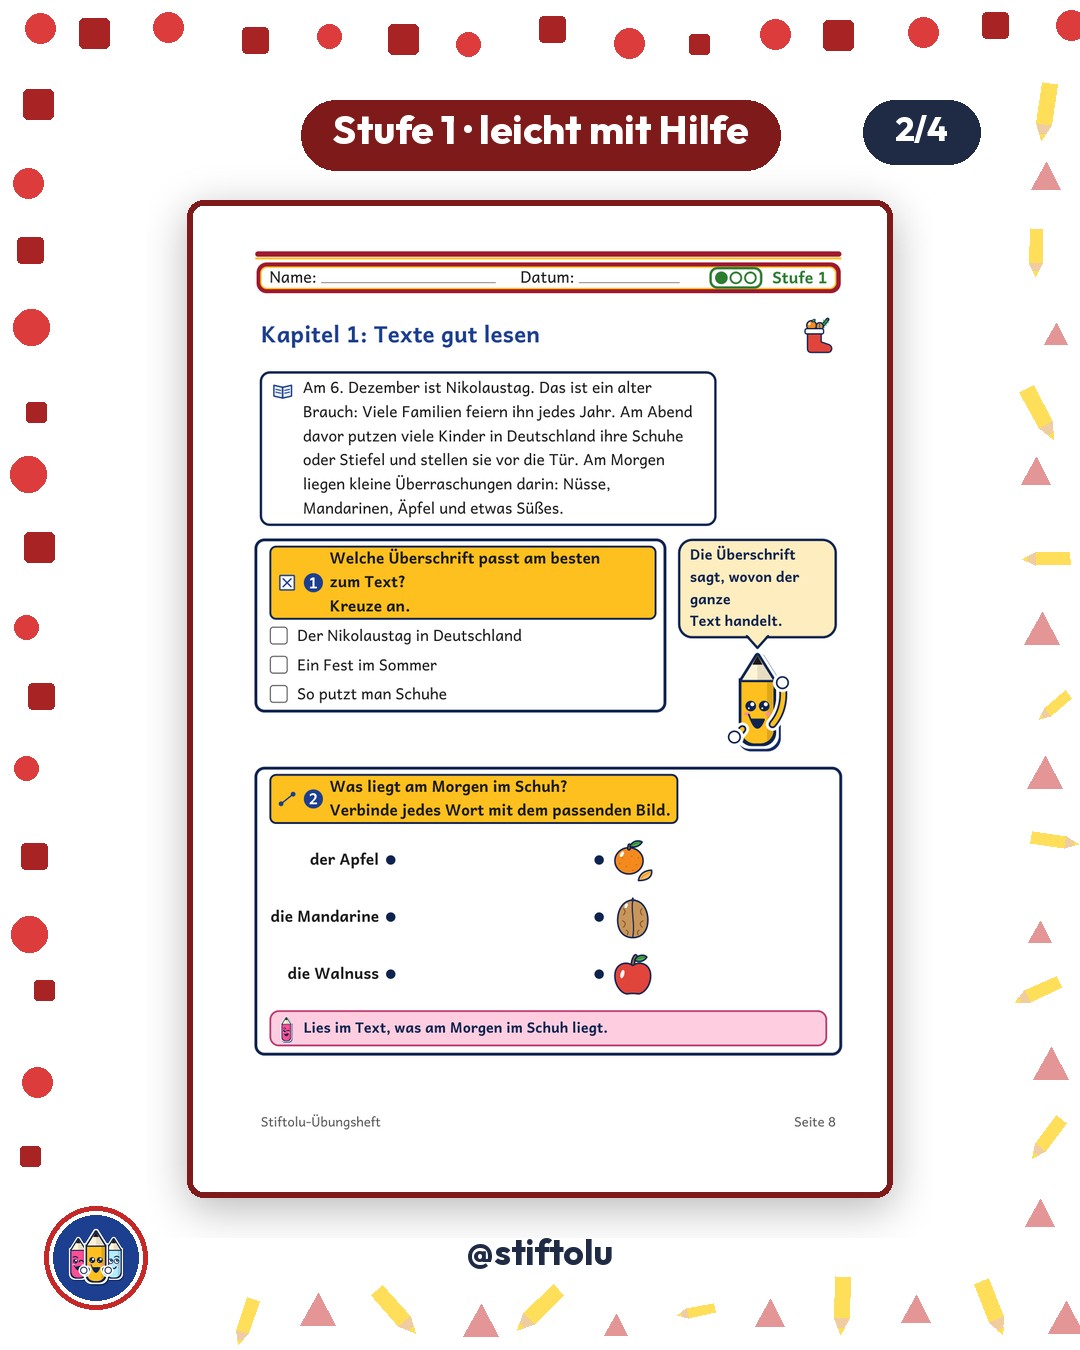 Stufe 1 · leicht mit Hilfe
2/4
Name:
Datum:
Stufe 1
Kapitel 1: Texte gut lesen
Am 6. Dezember ist Nikolaustag. Das ist ein alter
Brauch: Viele Familien feiern ihn jedes Jahr. Am Abend
davor putzen viele Kinder in Deutschland ihre Schuhe
oder Stiefel und stellen sie vor die Tür. Am Morgen
liegen kleine Überraschungen darin: Nüsse,
Mandarinen, Äpfel und etwas Süßes.
1
Welche Überschrift passt am besten
zum Text?
Kreuze an.
Der Nikolaustag in Deutschland
Ein Fest im Sommer
So putzt man Schuhe
Die Überschrift
sagt, wovon der
ganze
Text handelt.
2
Was liegt am Morgen im Schuh?
Verbinde jedes Wort mit dem passenden Bild.
der Apfel
die Mandarine
die Walnuss
Lies im Text, was am Morgen im Schuh liegt.
Stiftolu-Übungsheft
Seite 8
@stiftolu